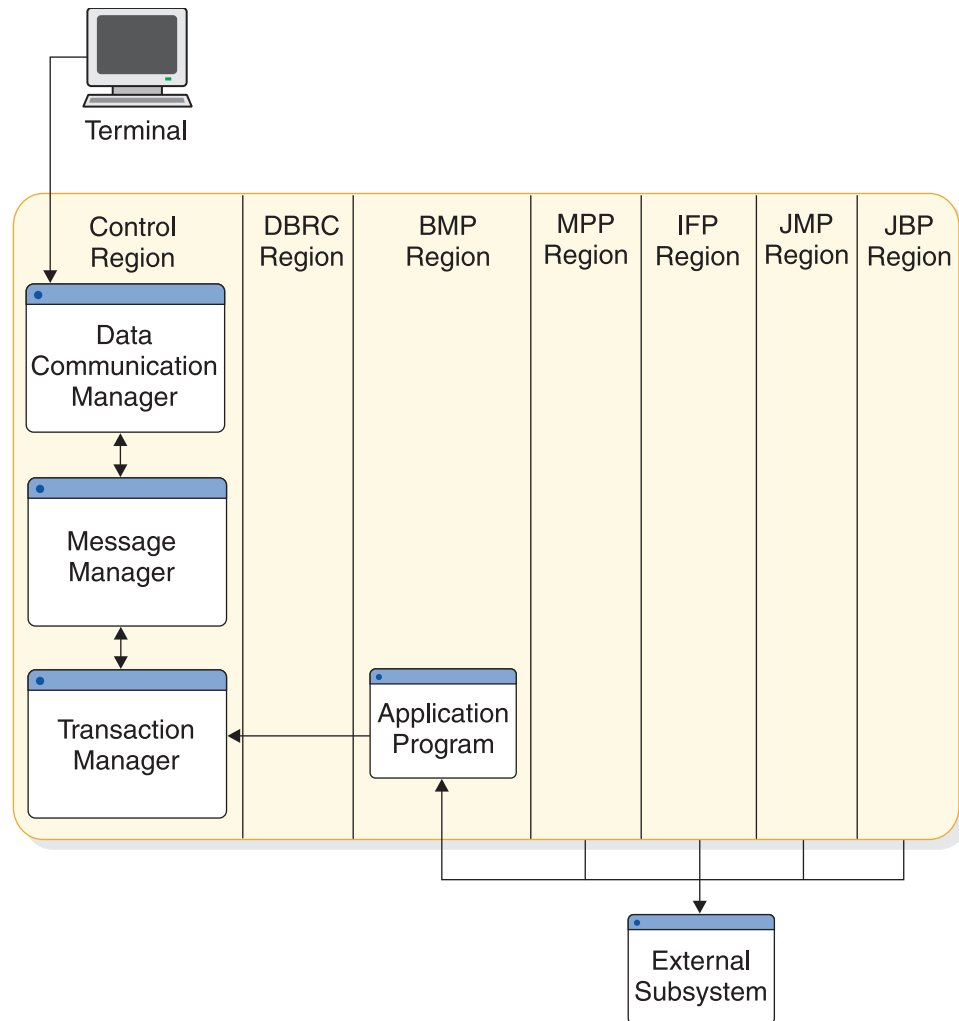 Terminal
Control
Region
DBRC
Region
BMP
Region
MPP
Region
IFP
Region
JMP
Region
JBP
Region
Data
Communication
Manager
Message
Manager
Transaction
Manager
Application
Program
External
Subsystem